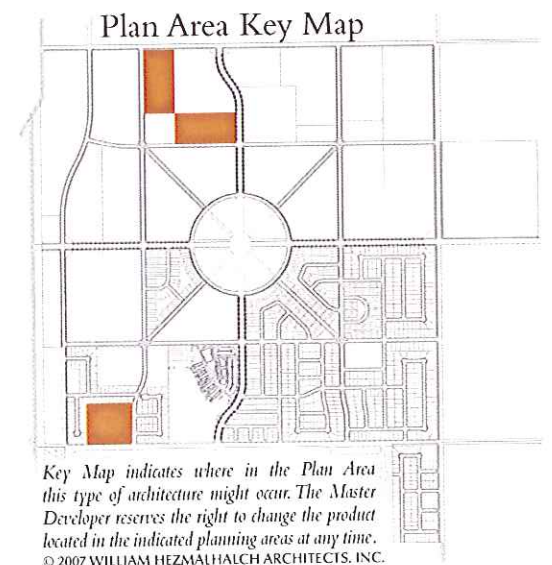 Plan Area Key Map
Key Map indicates where in the Plan Area
this type of architecture might occur. The Master
Developer reserves the right to change the product
located in the indicated planning areas at any time.
© 2007 WILLIAM HEZMALHALCH ARCHITECTS, INC.